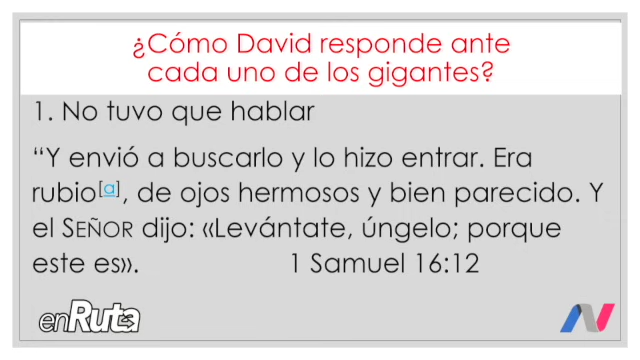 ¿Cómo David responde ante
cada uno de los gigantes?
1. No tuvo que hablar
“Y envió a buscarlo y lo hizo entrar. Era
rubio[a], de ojos hermosos y bien parecido. Y
el SEÑOR dijo: «Levántate, úngelo; porque
este es». 1 Samuel 16:12
enRuta